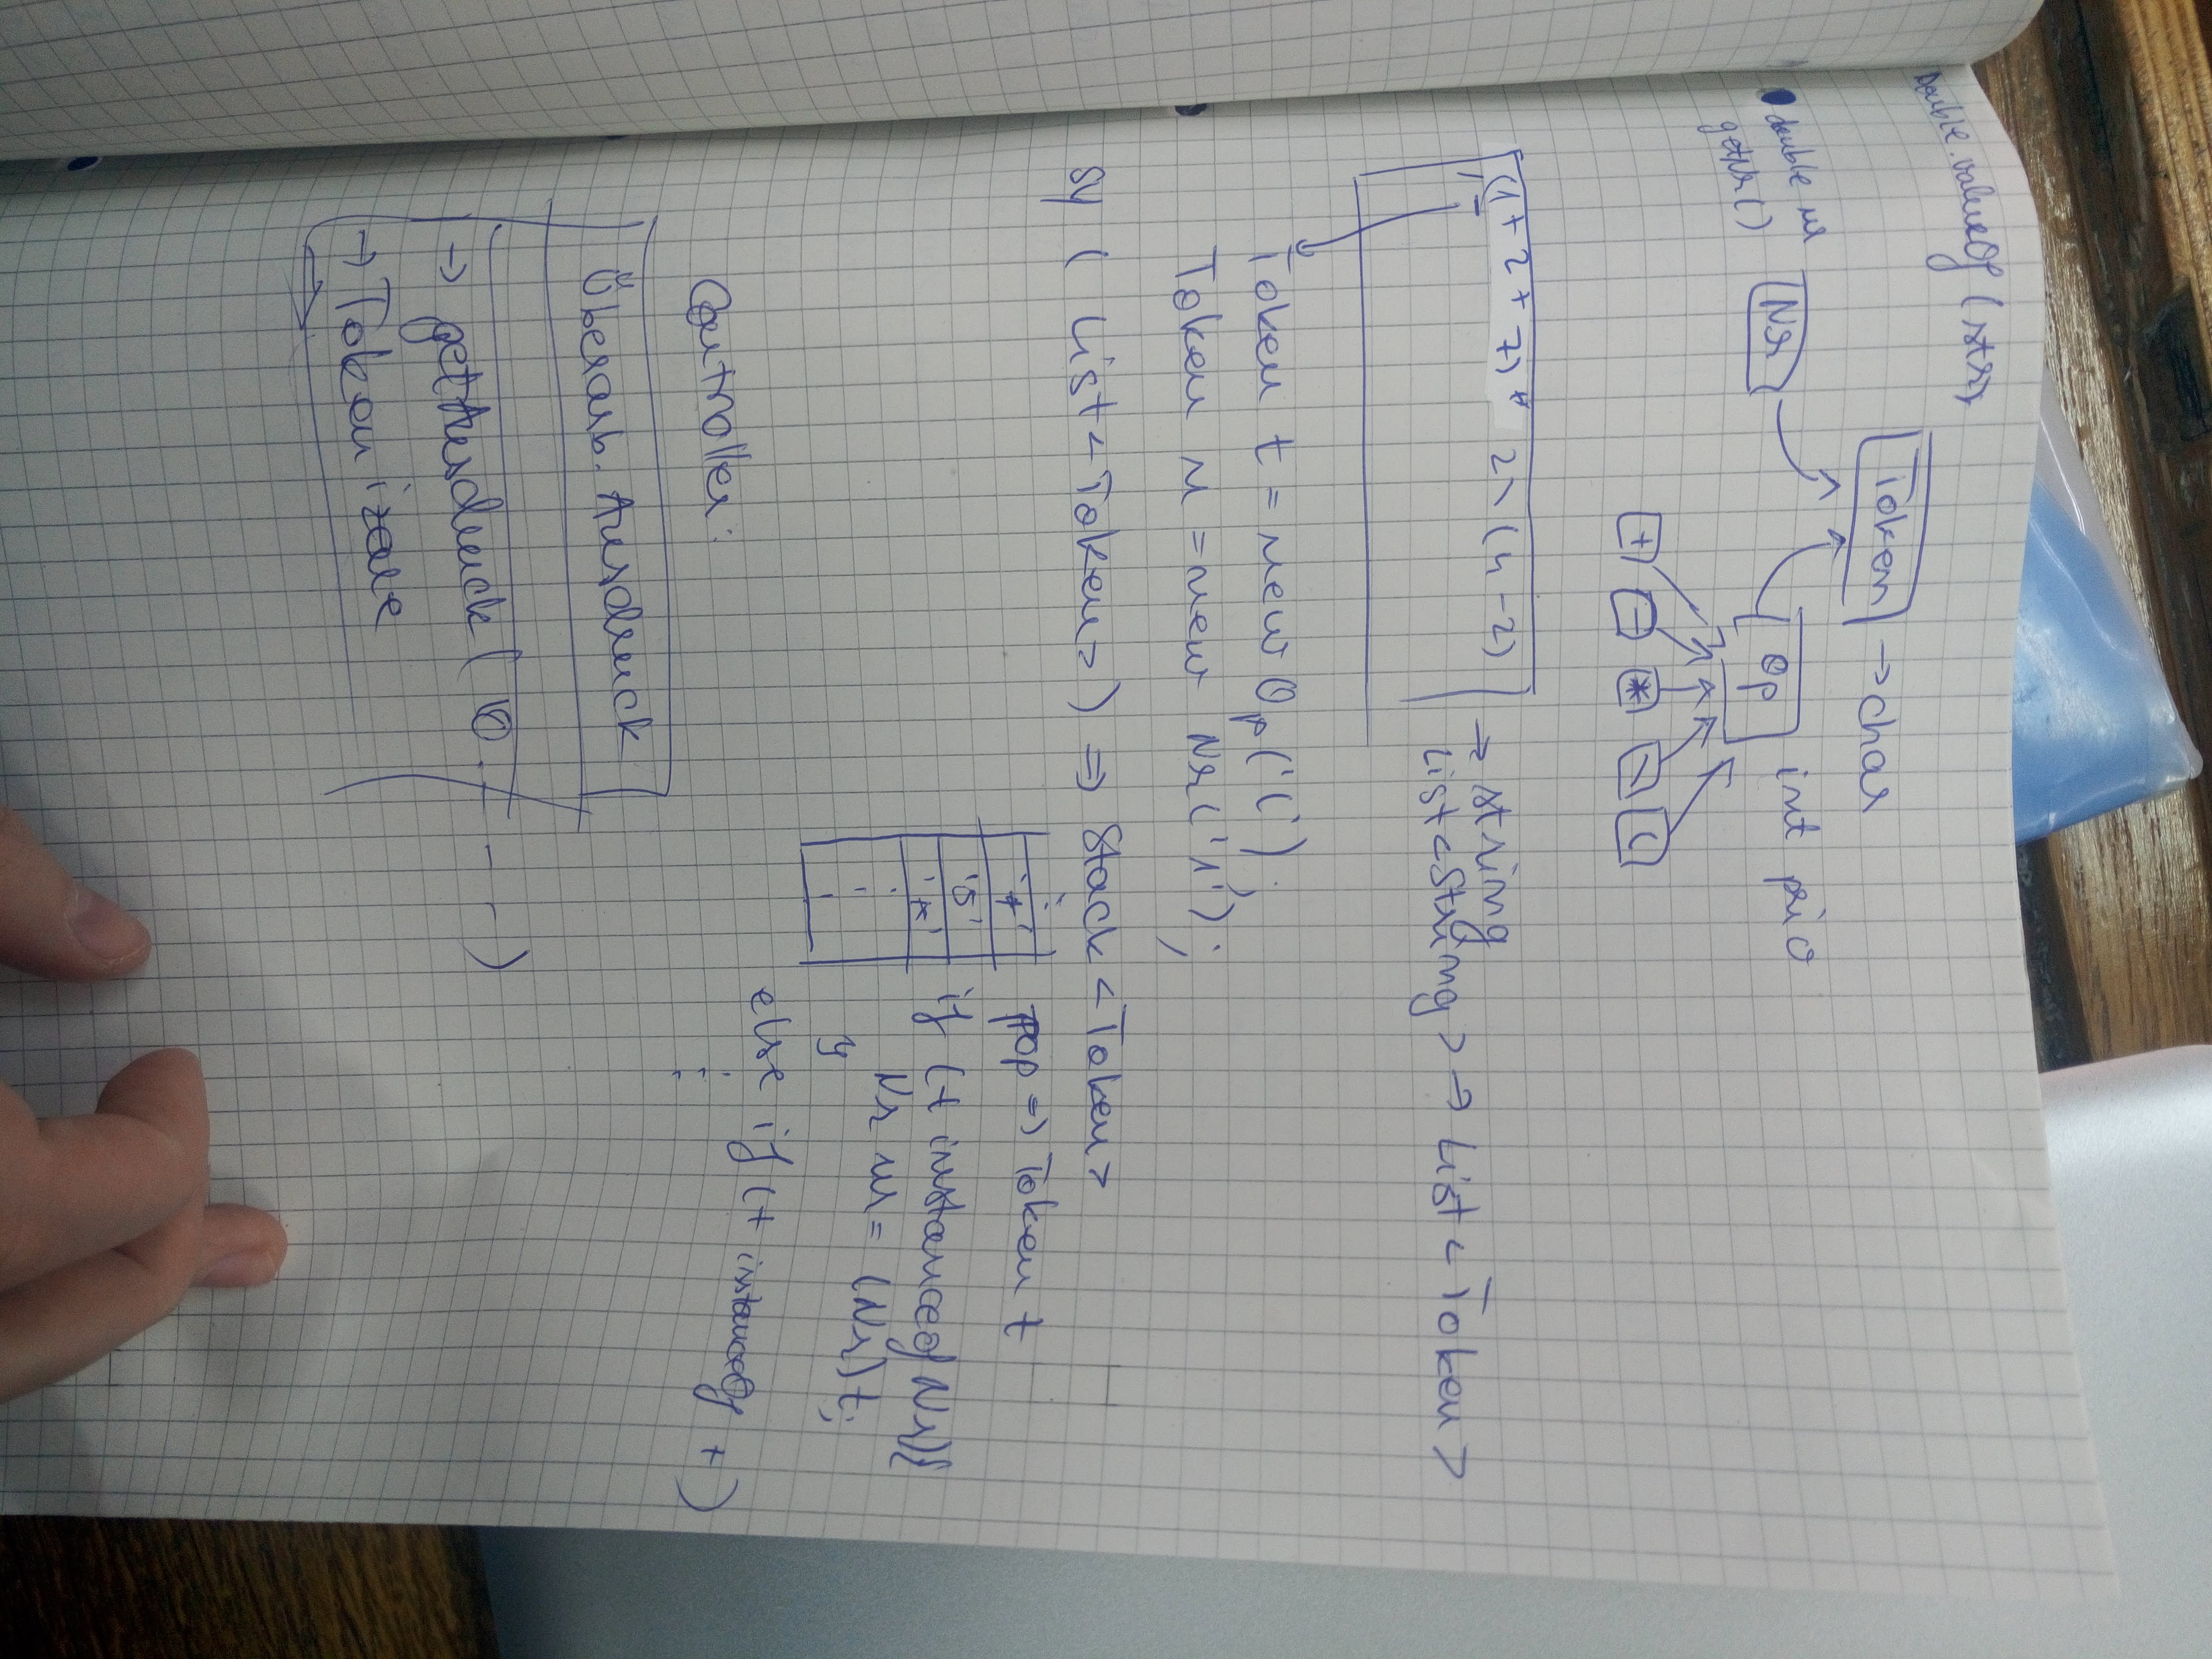 Double.valueOf(str)
Token → char
• double nr
getNr()
Nr
Op
int prio
+ - * \ (
(1 + 2 + 7) * 2 \ (4 - 2)
→ string
List<String> → List<Token>
Token t = new Op('(');
Token n = new Nr('1');
sy ( List<Token> ) => Stack <Token>
'+'
'5'
'*'
pop => Token t
if (t instanceof Nr){
Nr nr = (Nr) t;
}
else if (t instanceOf + )
Controller:
Überarb. Ausdruck
→ getAusdruck( - - - )
→ Tokenizare